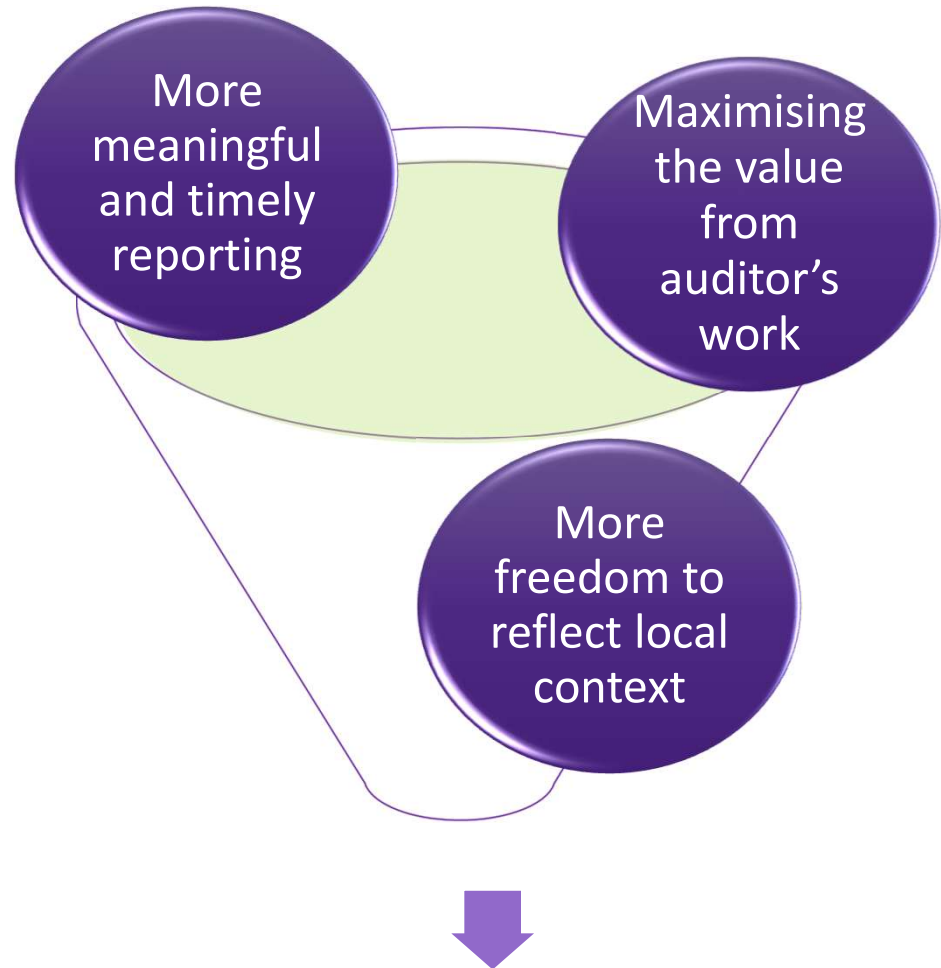 More
meaningful
and timely
reporting
Maximising
the value
from
auditor’s
work
More
freedom to
reflect local
context